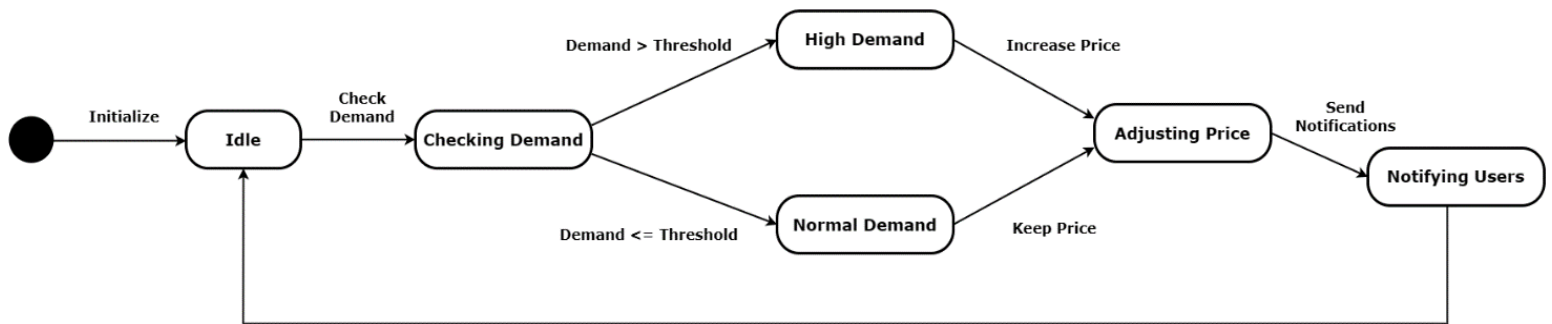 Initialize
Idle
Check
Demand
Checking Demand
Demand > Threshold
Demand <= Threshold
High Demand
Normal Demand
Increase Price
Keep Price
Adjusting Price
Send
Notifications
Notifying Users